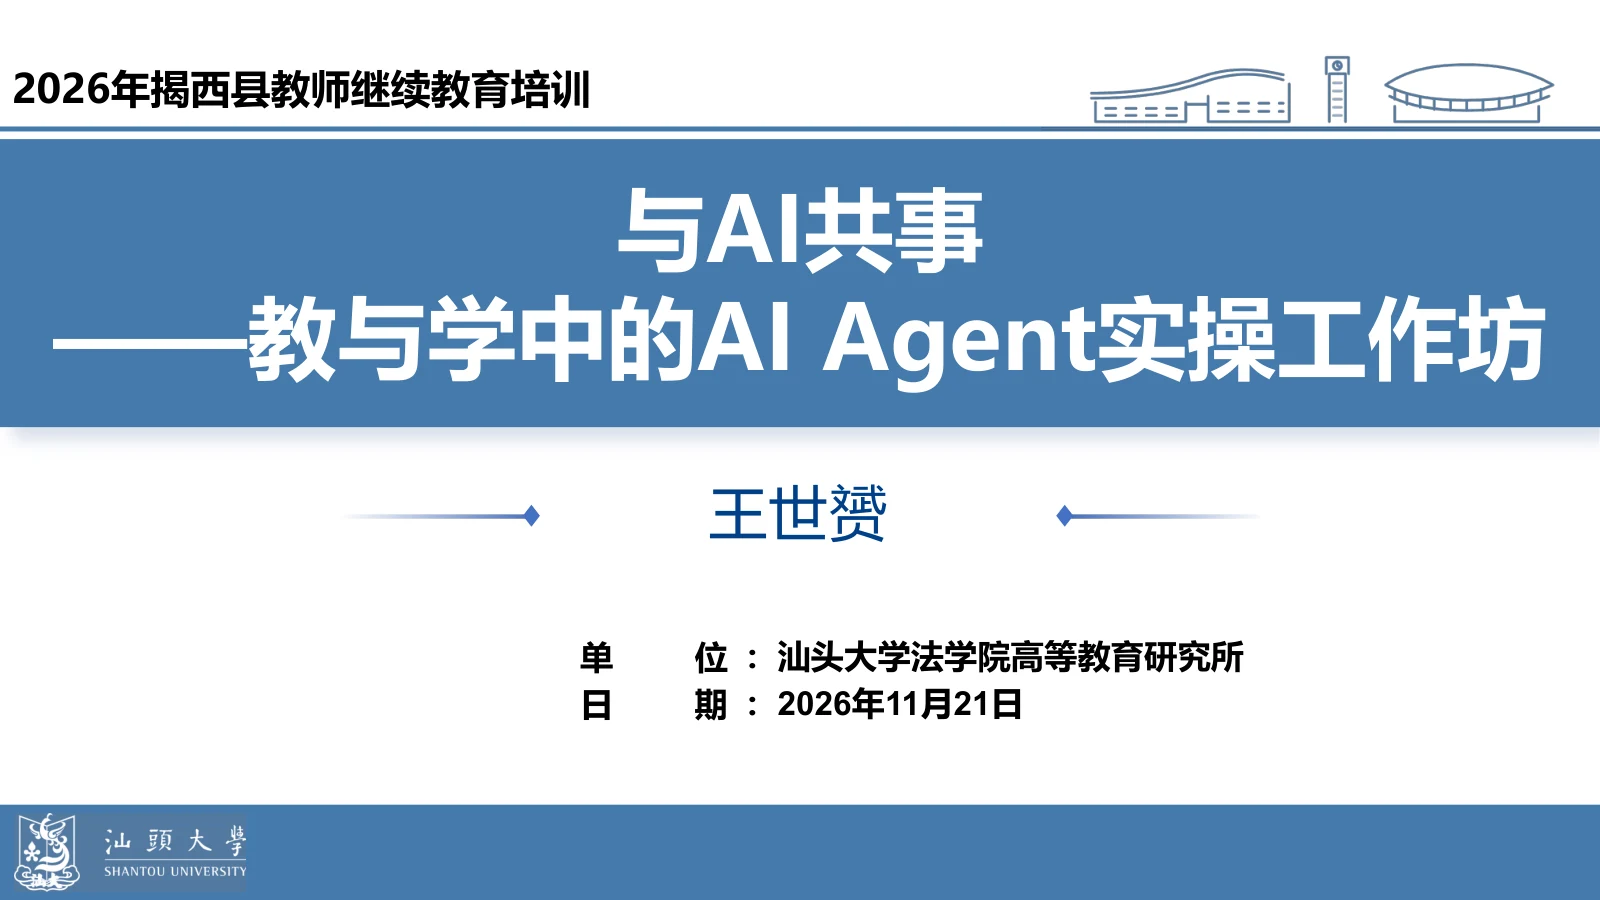 2026年揭西县教师继续教育培训
与AI共事
——教与学中的AI Agent实操工作坊
王世赟
单 位 ： 汕头大学法学院高等教育研究所
日 期 ： 2026年11月21日
汕頭大學
SHANTOU UNIVERSITY